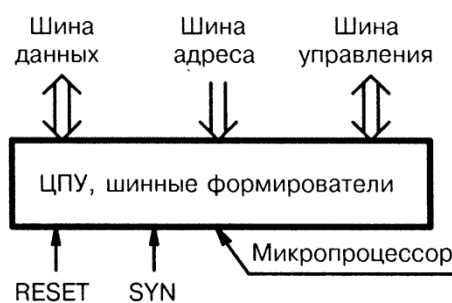 Шина данных
Шина адреса
Шина управления
ЦПУ, шинные формирователи
Микропроцессор
RESET SYN